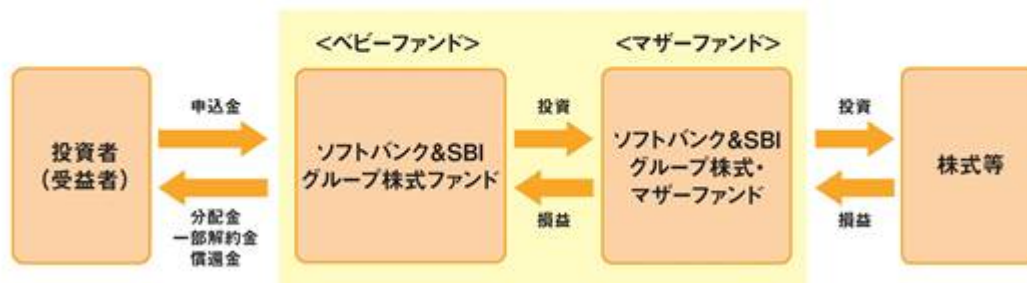 <ベビーファンド>
<マザーファンド>
投資者
(受益者)
申込金
分配金
一部解約金
償還金
ソフトバンク&SBI
グループ株式ファンド
投資
損益
ソフトバンク&SBI
グループ株式・
マザーファンド
投資
損益
株式等